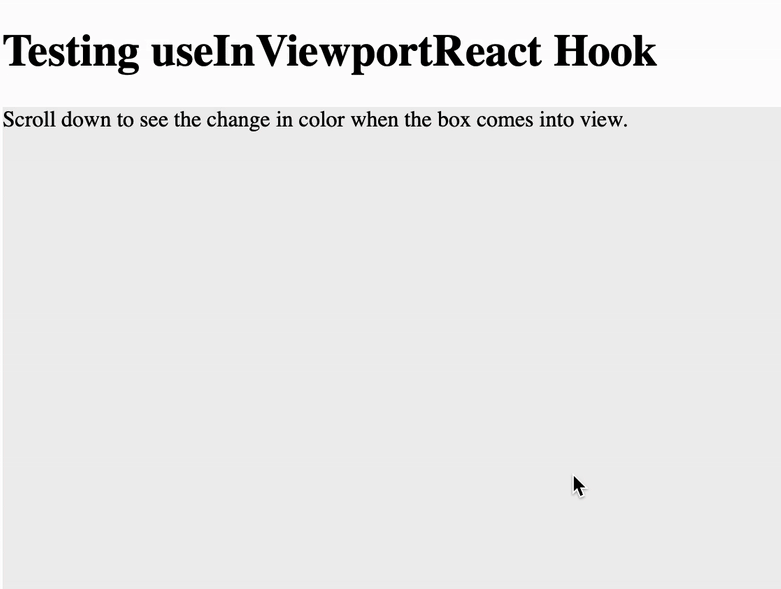 Testing useInViewportReact Hook
Scroll down to see the change in color when the box comes into view.